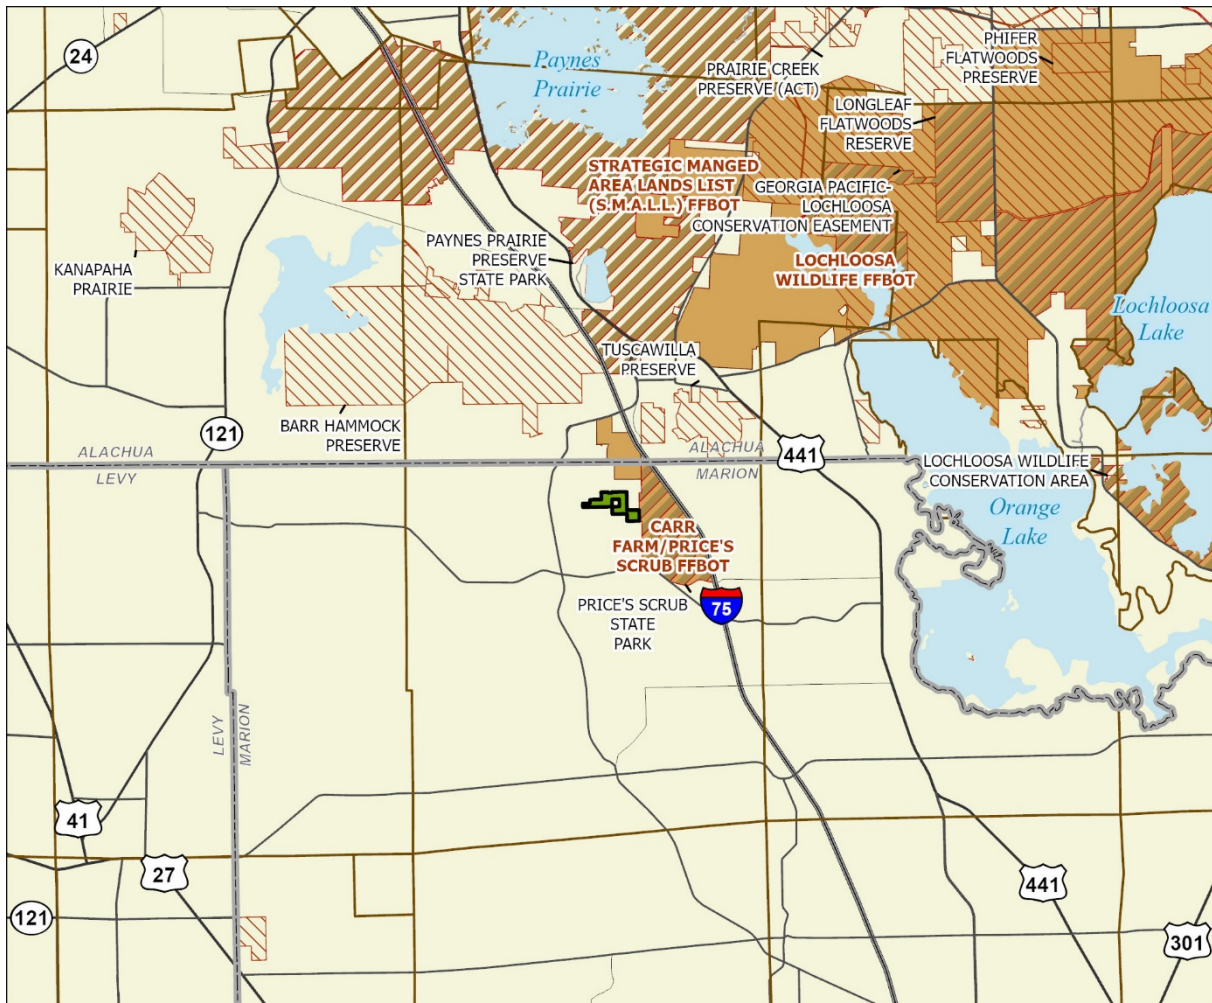 24
Paynes
Prairie
PRAIRIE CREEK
PRESERVE (ACT)
PHIFER
FLATWOODS
PRESERVE
LONGLEAF
FLATWOODS
RESERVE
STRATEGIC MANGED
AREA LANDS LIST
(S.M.A.L.L.) FFBOT
GEORGIA PACIFIC-
LOCHLOOSA
CONSERVATION EASEMENT
KANAPAHA
PRAIRIE
PAYNES PRAIRIE
PRESERVE
STATE PARK
LOCHLOOSA
WILDLIFE FFBOT
Lochloosa
Lake
TUSCAWILLA
PRESERVE
BARR HAMMOCK
PRESERVE
121
ALACHUA
LEVY
ALACHUA
MARION
441
LOCHLOOSA WILDLIFE
CONSERVATION AREA
Orange
Lake
CARR
FARM/PRICE'S
SCRUB FFBOT
PRICE'S SCRUB
STATE
PARK
75
LEVY
MARION
41
27
441
121
301